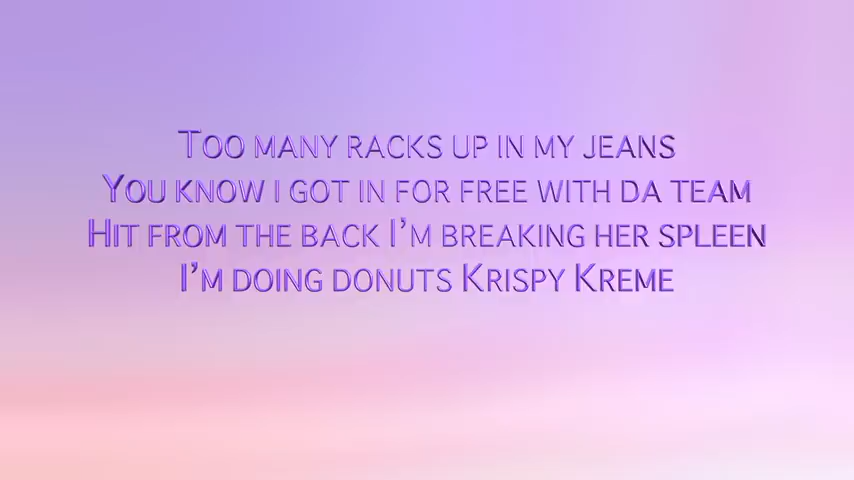 Too many racks up in my jeans
You know i got in for free with da team
Hit from the back I’m breaking her spleen
I’m doing donuts Krispy Kreme